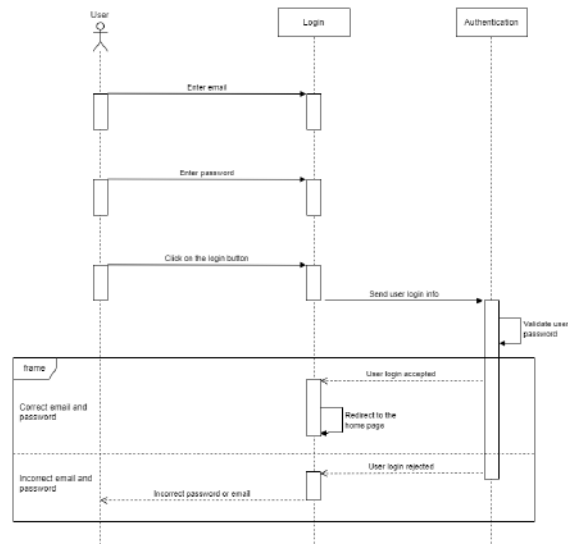 User
Login
Authentication
Enter email
Enter password
Click on the login button
Send user login info
Validate user
password
frame
User login accepted
Correct email and
password
Redirect to the
home page
User login rejected
Incorrect email and
password
Incorrect password or email